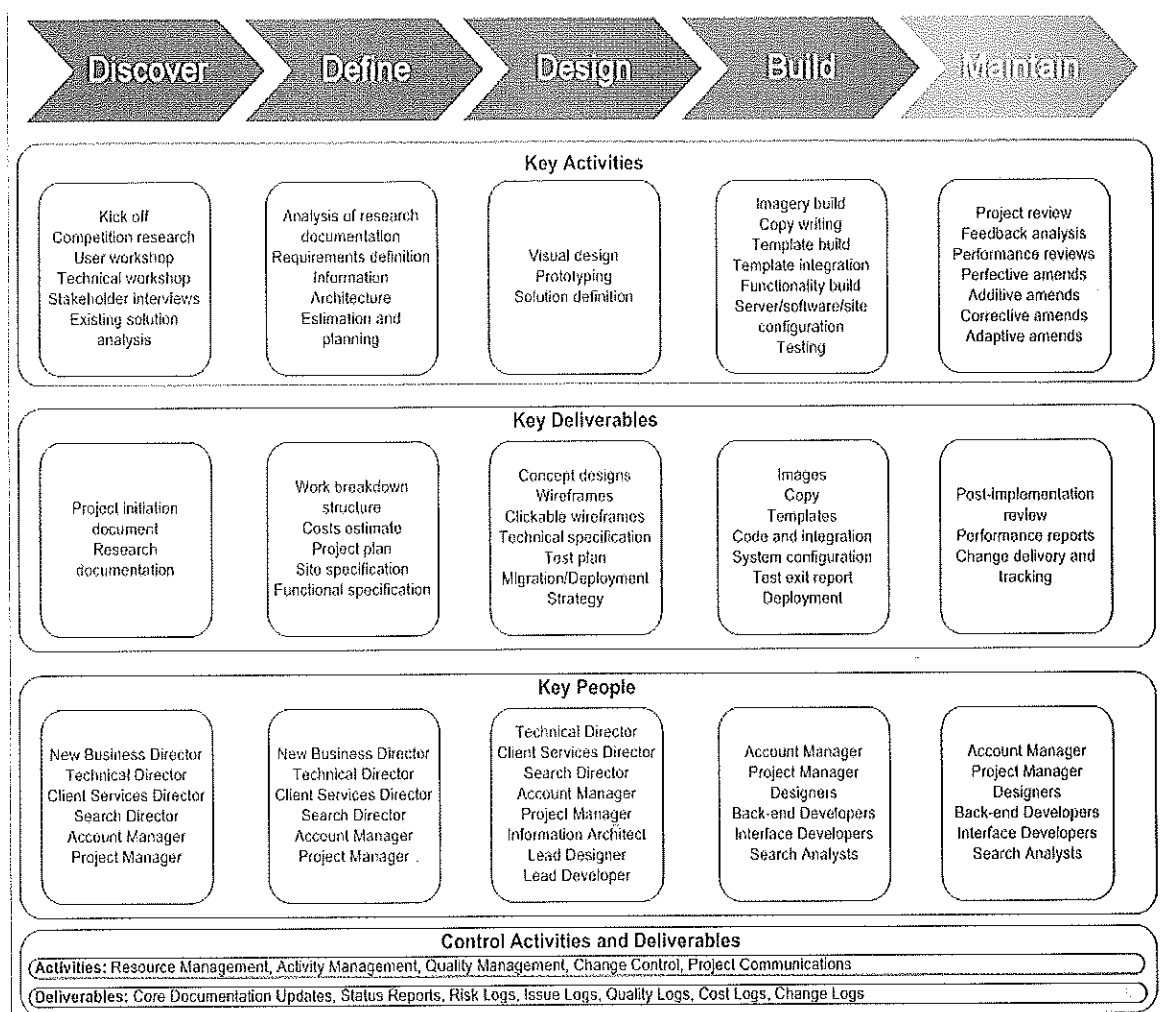 Discover
Define
Design
Build
Maintain
Key Activities
Kick off
Competition research
User workshop
Technical workshop
Stakeholder interviews
Existing solution
analysis
Analysis of research
documentation
Requirements definition
Information
Architecture
Estimation and
planning
Visual design
Prototyping
Solution definition
Imagery build
Copy writing
Template build
Template integration
Functionality build
Server/software/site
configuration
Testing
Project review
Feedback analysis
Performance reviews
Perfective amends
Additive amends
Corrective amends
Adaptive amends
Key Deliverables
Project initiation
document
Research
documentation
Work breakdown
structure
Costs estimate
Project plan
Site specification
Functional specification
Concept designs
Wireframes
Clickable wireframes
Technical specification
Test plan
Migration/Deployment
Strategy
Images
Copy
Templates
Code and integration
System configuration
Test exit report
Deployment
Post-implementation
review
Performance reports
Change delivery and
tracking
Key People
New Business Director
Technical Director
Client Services Director
Search Director
Account Manager
Project Manager
New Business Director
Technical Director
Client Services Director
Search Director
Account Manager
Project Manager
Technical Director
Client Services Director
Search Director
Account Manager
Project Manager
Information Architect
Lead Designer
Lead Developer
Account Manager
Project Manager
Designers
Back-end Developers
Interface Developers
Search Analysts
Account Manager
Project Manager
Designers
Back-end Developers
Interface Developers
Search Analysts
Control Activities and Deliverables
Activities: Resource Management, Activity Management, Quality Management, Change Control, Project Communications
Deliverables: Core Documentation Updates, Status Reports, Risk Logs, Issue Logs, Quality Logs, Cost Logs, Change Logs